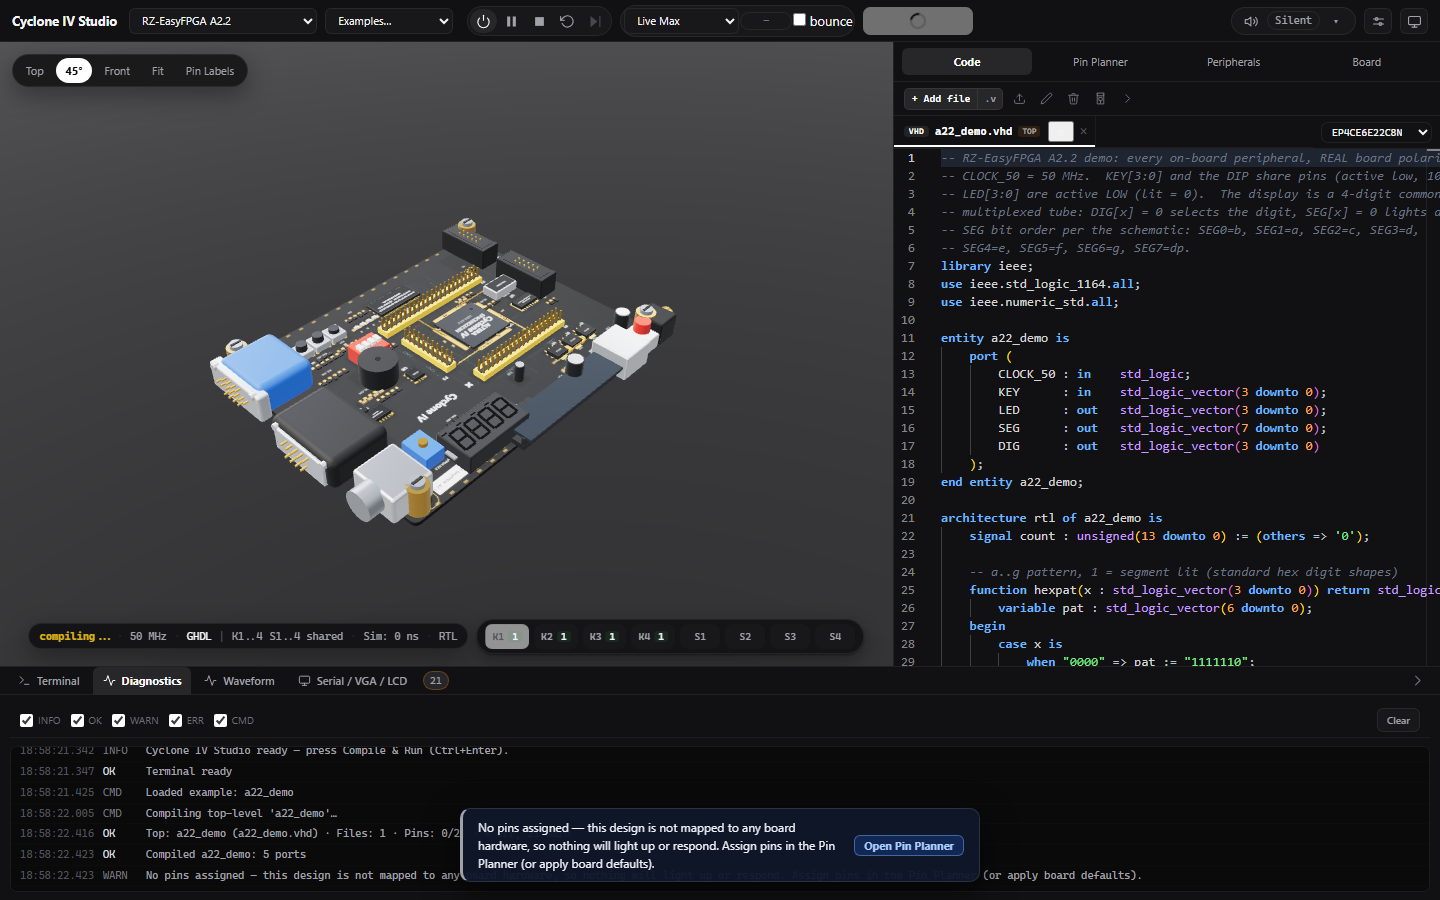 Cyclone IV Studio
RZ-EasyFPGA A2.2
Examples...
Live Max
–
bounce
Silent
Top
45°
Front
Fit
Pin Labels
Code
Pin Planner
Peripherals
Board
+ Add file
.v
VHD a22_demo.vhd TOP
×
EP4CE6E22C8N
1 -- RZ-EasyFPGA A2.2 demo: every on-board peripheral, REAL board polari
2 -- CLOCK_50 = 50 MHz.  KEY[3:0] and the DIP share pins (active low, 10
3 -- LED[3:0] are active LOW (lit = 0).  The display is a 4-digit common
4 -- multiplexed tube: DIG[x] = 0 selects the digit, SEG[x] = 0 lights a
5 -- SEG bit order per the schematic: SEG0=b, SEG1=a, SEG2=c, SEG3=d,
6 -- SEG4=e, SEG5=f, SEG6=g, SEG7=dp.
7 library ieee;
8 use ieee.std_logic_1164.all;
9 use ieee.numeric_std.all;
10
11 entity a22_demo is
12 port (
13 CLOCK_50 : in    std_logic;
14 KEY      : in    std_logic_vector(3 downto 0);
15 LED      : out   std_logic_vector(3 downto 0);
16 SEG      : out   std_logic_vector(7 downto 0);
17 DIG      : out   std_logic_vector(3 downto 0)
18 );
19 end entity a22_demo;
20
21 architecture rtl of a22_demo is
22 signal count : unsigned(13 downto 0) := (others => '0');
23
24 -- a..g pattern, 1 = segment lit (standard hex digit shapes)
25 function hexpat(x : std_logic_vector(3 downto 0)) return std_logic
26 variable pat : std_logic_vector(6 downto 0);
27 begin
28 case x is
29 when "0000" => pat := "1111110";
Cyclone IV
compiling... · 50 MHz · GHDL | K1..4 S1..4 shared · Sim: 0 ns · RTL
K1 1
K2 1
K3 1
K4 1
S1
S2
S3
S4
Terminal
Diagnostics
Waveform
Serial / VGA / LCD
21
INFO
OK
WARN
ERR
CMD
Clear
18:58:21.342 INFO Cyclone IV Studio ready — press Compile & Run (Ctrl+Enter).
18:58:21.347 OK Terminal ready
18:58:21.425 CMD Loaded example: a22_demo
18:58:22.005 CMD Compiling top-level 'a22_demo'…
18:58:22.416 OK Top: a22_demo (a22_demo.vhd) · Files: 1 · Pins: 0/2
18:58:22.423 OK Compiled a22_demo: 5 ports
18:58:22.423 WARN No pins assigned — this design is not mapped to any board hardware, so nothing will light up or respond. Assign pins in the Pin Planner (or apply board defaults).
No pins assigned — this design is not mapped to any board
hardware, so nothing will light up or respond. Assign pins in the Pin
Planner (or apply board defaults).
Open Pin Planner